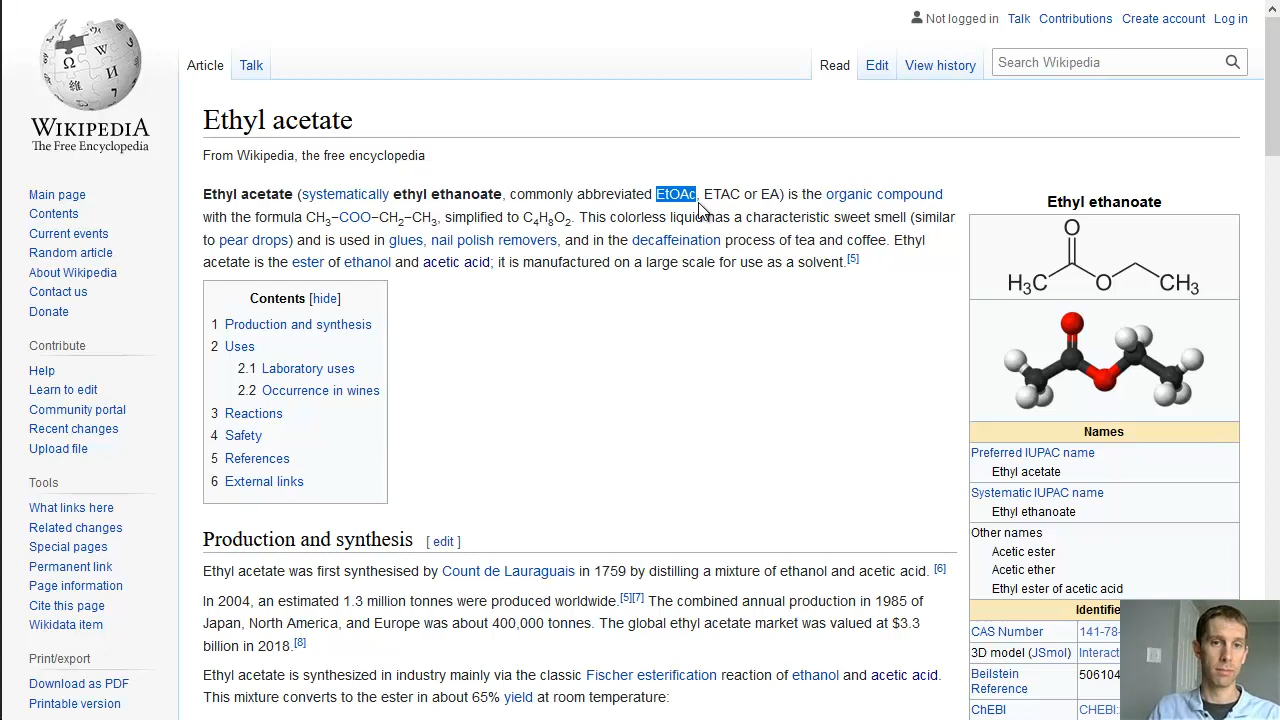 Not logged in Talk Contributions Create account Log in
Article Talk Read Edit View history Search Wikipedia
WIKIPEDIA
The Free Encyclopedia
Main page
Contents
Current events
Random article
About Wikipedia
Contact us
Donate
Contribute
Help
Learn to edit
Community portal
Recent changes
Upload file
Tools
What links here
Related changes
Special pages
Permanent link
Page information
Cite this page
Wikidata item
Print/export
Download as PDF
Printable version
Ethyl acetate
From Wikipedia, the free encyclopedia
Ethyl acetate (systematically ethyl ethanoate, commonly abbreviated EtOAc, ETAC or EA) is the organic compound
with the formula CH3−COO−CH2−CH3, simplified to C4H8O2. This colorless liquid has a characteristic sweet smell (similar
to pear drops) and is used in glues, nail polish removers, and in the decaffeination process of tea and coffee. Ethyl
acetate is the ester of ethanol and acetic acid; it is manufactured on a large scale for use as a solvent.[5]
Contents [hide]
1 Production and synthesis
2 Uses
2.1 Laboratory uses
2.2 Occurrence in wines
3 Reactions
4 Safety
5 References
6 External links
Production and synthesis [ edit ]
Ethyl acetate was first synthesised by Count de Lauraguais in 1759 by distilling a mixture of ethanol and acetic acid. [6]
In 2004, an estimated 1.3 million tonnes were produced worldwide.[5][7] The combined annual production in 1985 of
Japan, North America, and Europe was about 400,000 tonnes. The global ethyl acetate market was valued at $3.3
billion in 2018.[8]
Ethyl acetate is synthesized in industry mainly via the classic Fischer esterification reaction of ethanol and acetic acid.
This mixture converts to the ester in about 65% yield at room temperature:
Ethyl ethanoate
O
H3C O CH3
Names
Preferred IUPAC name
Ethyl acetate
Systematic IUPAC name
Ethyl ethanoate
Other names
Acetic ester
Acetic ether
Ethyl ester of acetic acid
Identifie
CAS Number 141-78-
3D model (JSmol) Interact
Beilstein 506104
Reference
ChEBI CHEBI: